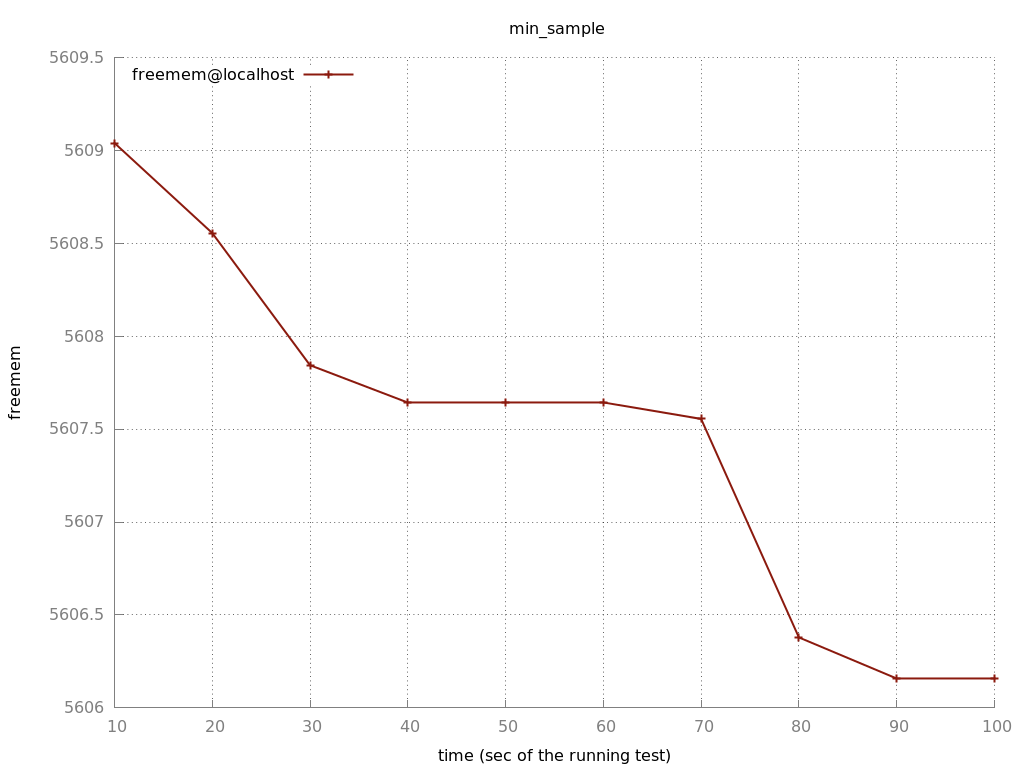 min_sample
freemem@localhost
5609.5
5609
5608.5
5608
5607.5
5607
5606.5
5606
freemem
10 20 30 40 50 60 70 80 90 100
time (sec of the running test)